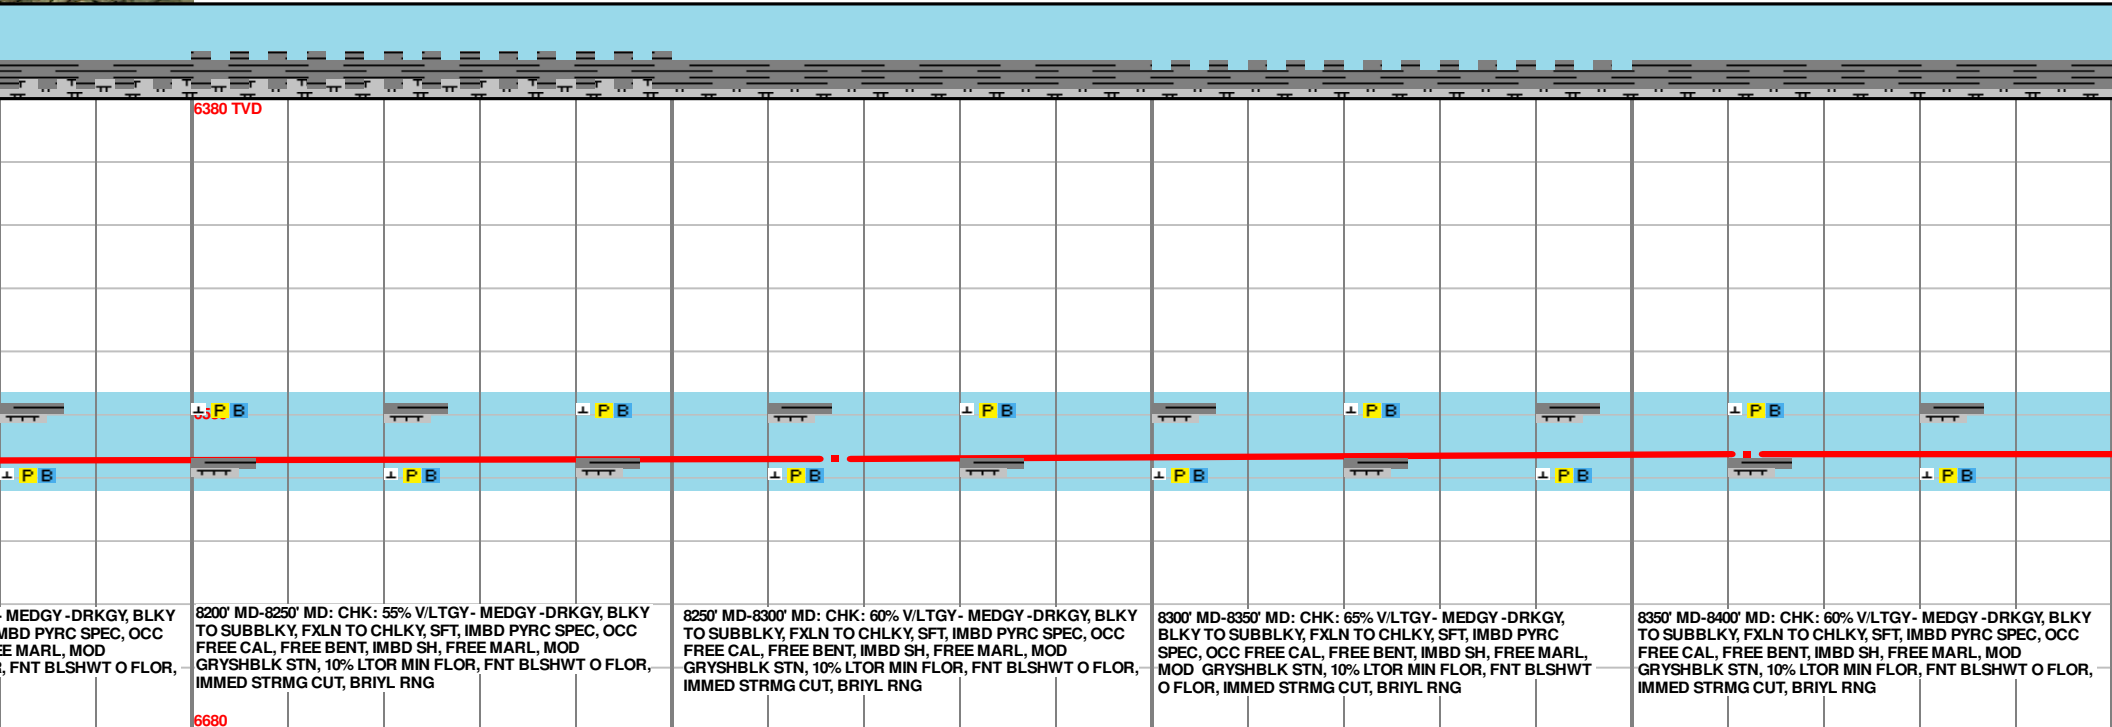 6380 TVD
P B
P B
P B
P B
P B
P B
P B
P B
P B
P B
P B
- MEDGY -DRKGY, BLKY
MBD PYRC SPEC, OCC
EE MARL, MOD
R, FNT BLSHWT O FLOR,
8200' MD-8250' MD: CHK: 55% V/LTGY- MEDGY -DRKGY, BLKY
TO SUBBLKY, FXLN TO CHLKY, SFT, IMBD PYRC SPEC, OCC
FREE CAL, FREE BENT, IMBD SH, FREE MARL, MOD
GRYSHBLK STN, 10% LTOR MIN FLOR, FNT BLSHWT O FLOR,
IMMED STRMG CUT, BRIYL RNG
8250' MD-8300' MD: CHK: 60% V/LTGY- MEDGY -DRKGY, BLKY
TO SUBBLKY, FXLN TO CHLKY, SFT, IMBD PYRC SPEC, OCC
FREE CAL, FREE BENT, IMBD SH, FREE MARL, MOD
GRYSHBLK STN, 10% LTOR MIN FLOR, FNT BLSHWT O FLOR,
IMMED STRMG CUT, BRIYL RNG
8300' MD-8350' MD: CHK: 65% V/LTGY- MEDGY -DRKGY,
BLKY TO SUBBLKY, FXLN TO CHLKY, SFT, IMBD PYRC
SPEC, OCC FREE CAL, FREE BENT, IMBD SH, FREE MARL,
MOD GRYSHBLK STN, 10% LTOR MIN FLOR, FNT BLSHWT
O FLOR, IMMED STRMG CUT, BRIYL RNG
8350' MD-8400' MD: CHK: 60% V/LTGY- MEDGY -DRKGY, BLKY
TO SUBBLKY, FXLN TO CHLKY, SFT, IMBD PYRC SPEC, OCC
FREE CAL, FREE BENT, IMBD SH, FREE MARL, MOD
GRYSHBLK STN, 10% LTOR MIN FLOR, FNT BLSHWT O FLOR,
IMMED STRMG CUT, BRIYL RNG
6680